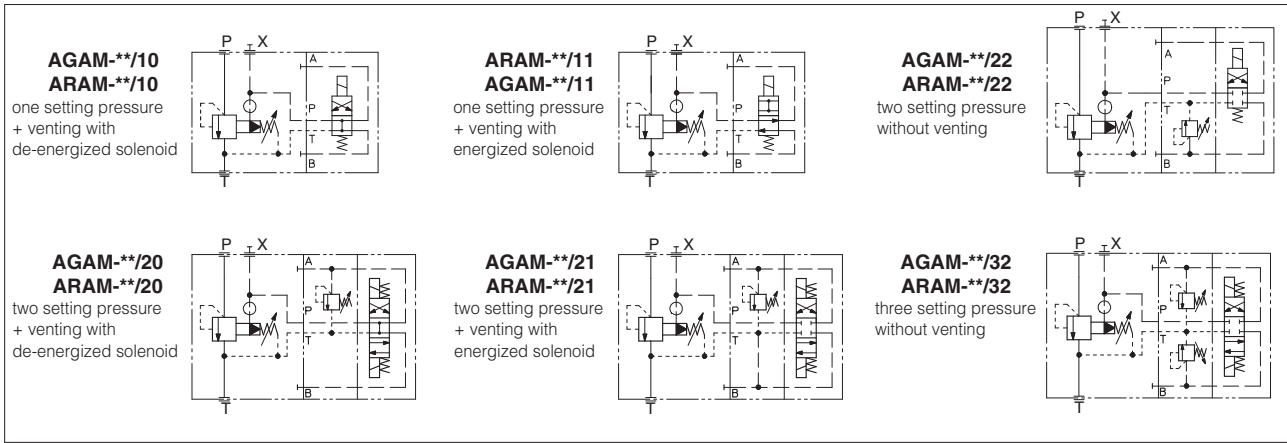 AGAM-**/10
ARAM-**/10
one setting pressure
+ venting with
de-energized solenoid
P X
A
P
T
B
T
ARAM-**/11
AGAM-**/11
one setting pressure
+ venting with
energized solenoid
P X
A
P
T
B
T
AGAM-**/22
ARAM-**/22
two setting pressure
without venting
P X
A
P
T
B
T
AGAM-**/20
ARAM-**/20
two setting pressure
+ venting with
de-energized solenoid
P X
A
P
T
B
T
AGAM-**/21
ARAM-**/21
two setting pressure
+ venting with
energized solenoid
P X
A
P
T
B
T
AGAM-**/32
ARAM-**/32
three setting pressure
without venting
P X
A
P
T
B
T